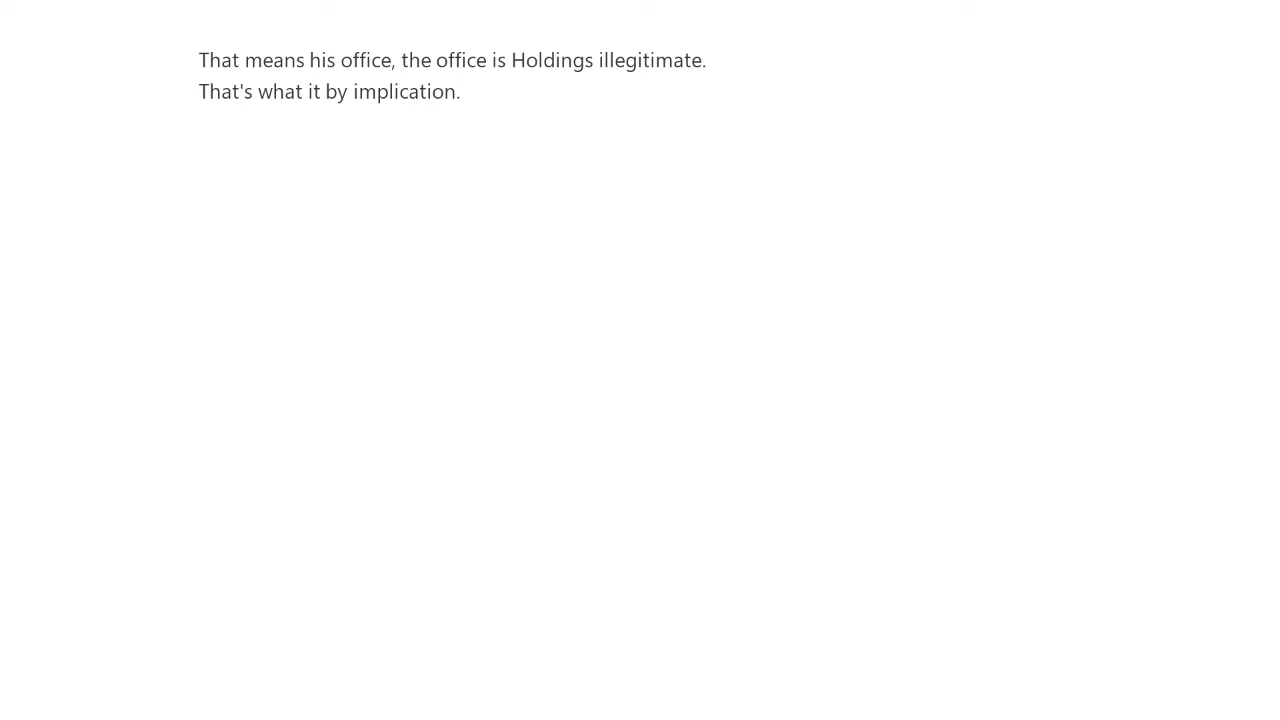 That means his office, the office is Holdings illegitimate.
That's what it by implication.